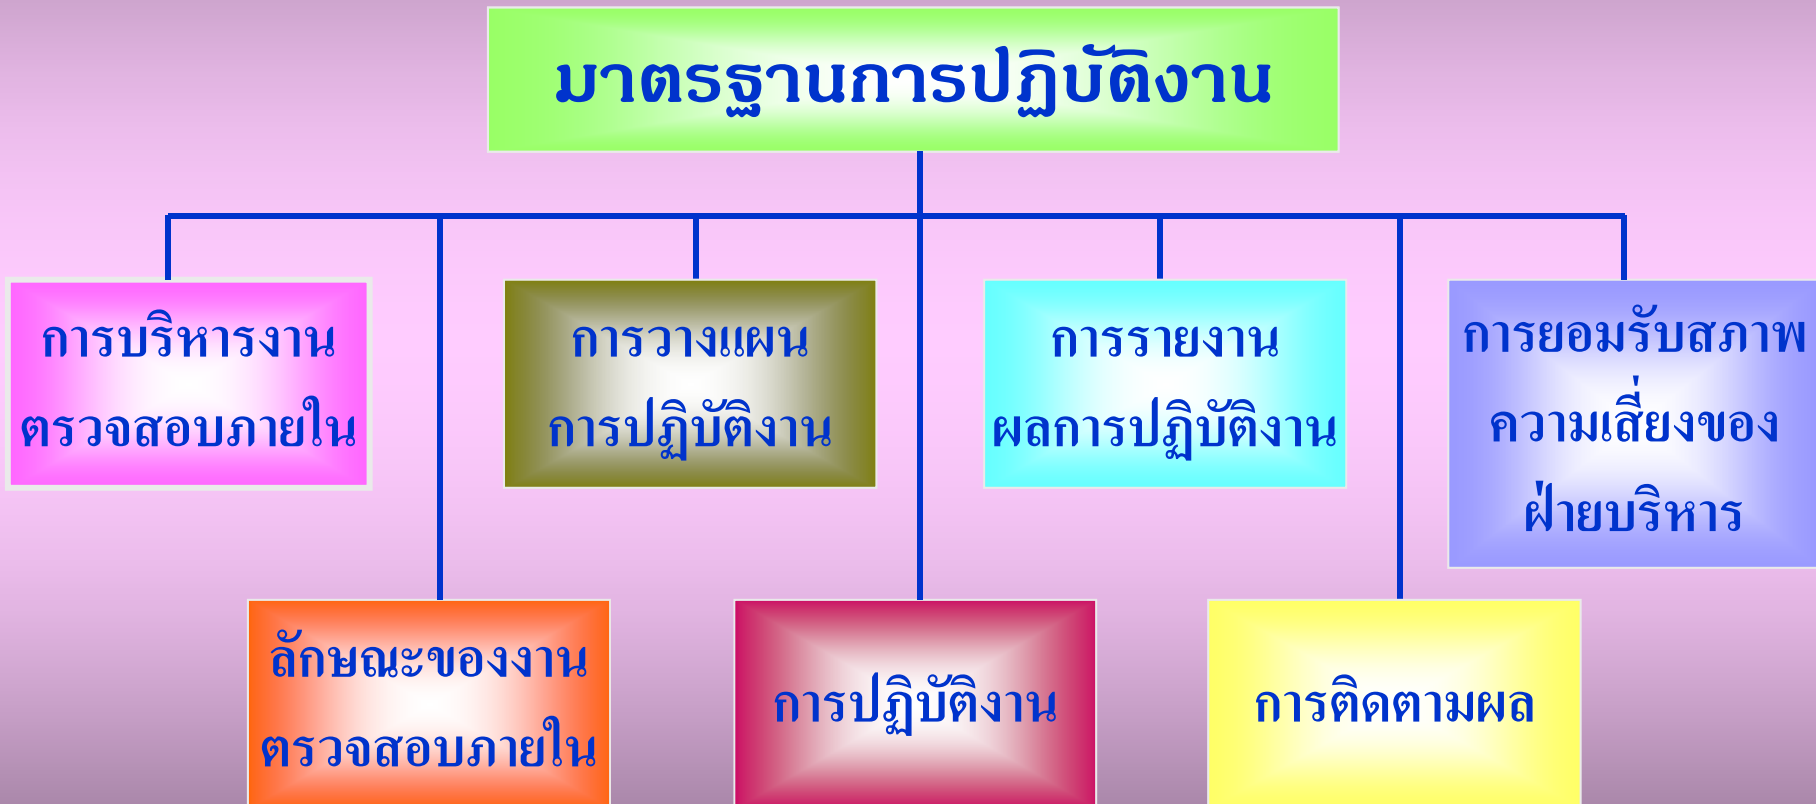 มาตรฐานการปฏิบัติงาน
การบริหารงาน
ตรวจสอบภายใน
การวางแผน
การปฏิบัติงาน
การรายงาน
ผลการปฏิบัติงาน
การยอมรับสภาพ
ความเสี่ยงของ
ฝ่ายบริหาร
ลักษณะของงาน
ตรวจสอบภายใน
การปฏิบัติงาน
การติดตามผล